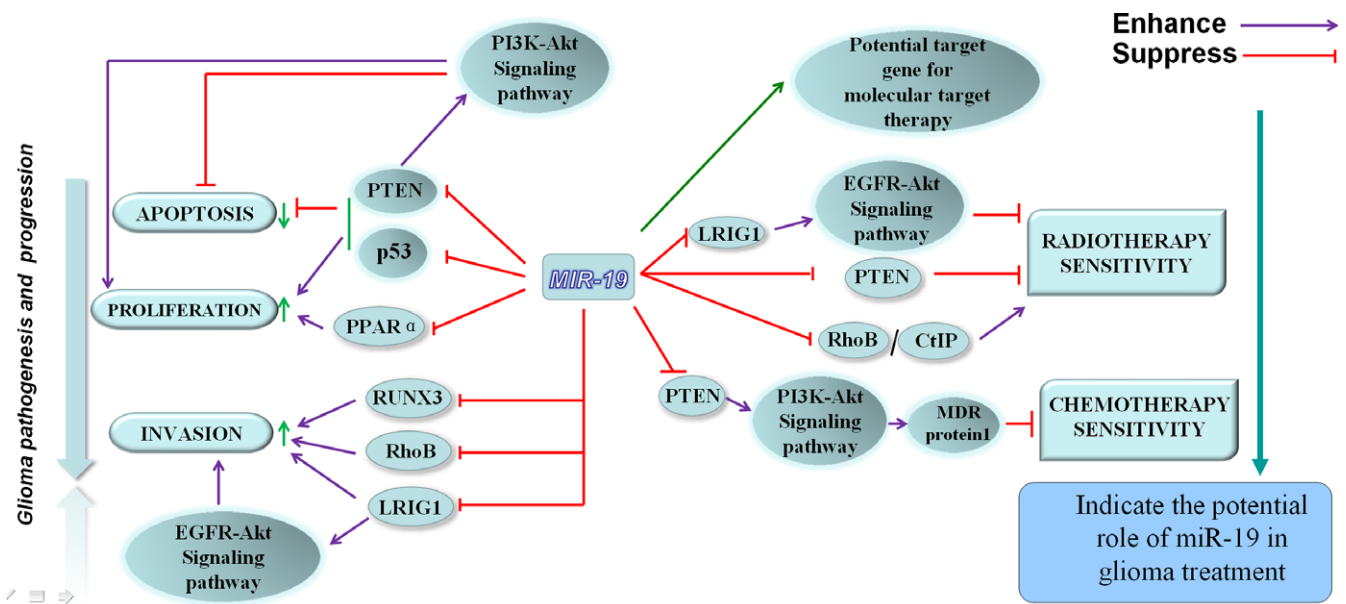 Enhance
Suppress
PI3K-Akt
Signaling
pathway
Potential target
gene for
molecular target
therapy
Glioma pathogenesis and progression
APOPTOSIS
PTEN
p53
PROLIFERATION
PPAR α
MIR-19
LRIG1
EGFR-Akt
Signaling
pathway
PTEN
RhoB
/
CtIP
RADIOTHERAPY
SENSITIVITY
RUNX3
INVASION
RhoB
LRIG1
EGFR-Akt
Signaling
pathway
PTEN
PI3K-Akt
Signaling
pathway
MDR
protein1
CHEMOTHERAPY
SENSITIVITY
Indicate the potential
role of miR-19 in
glioma treatment